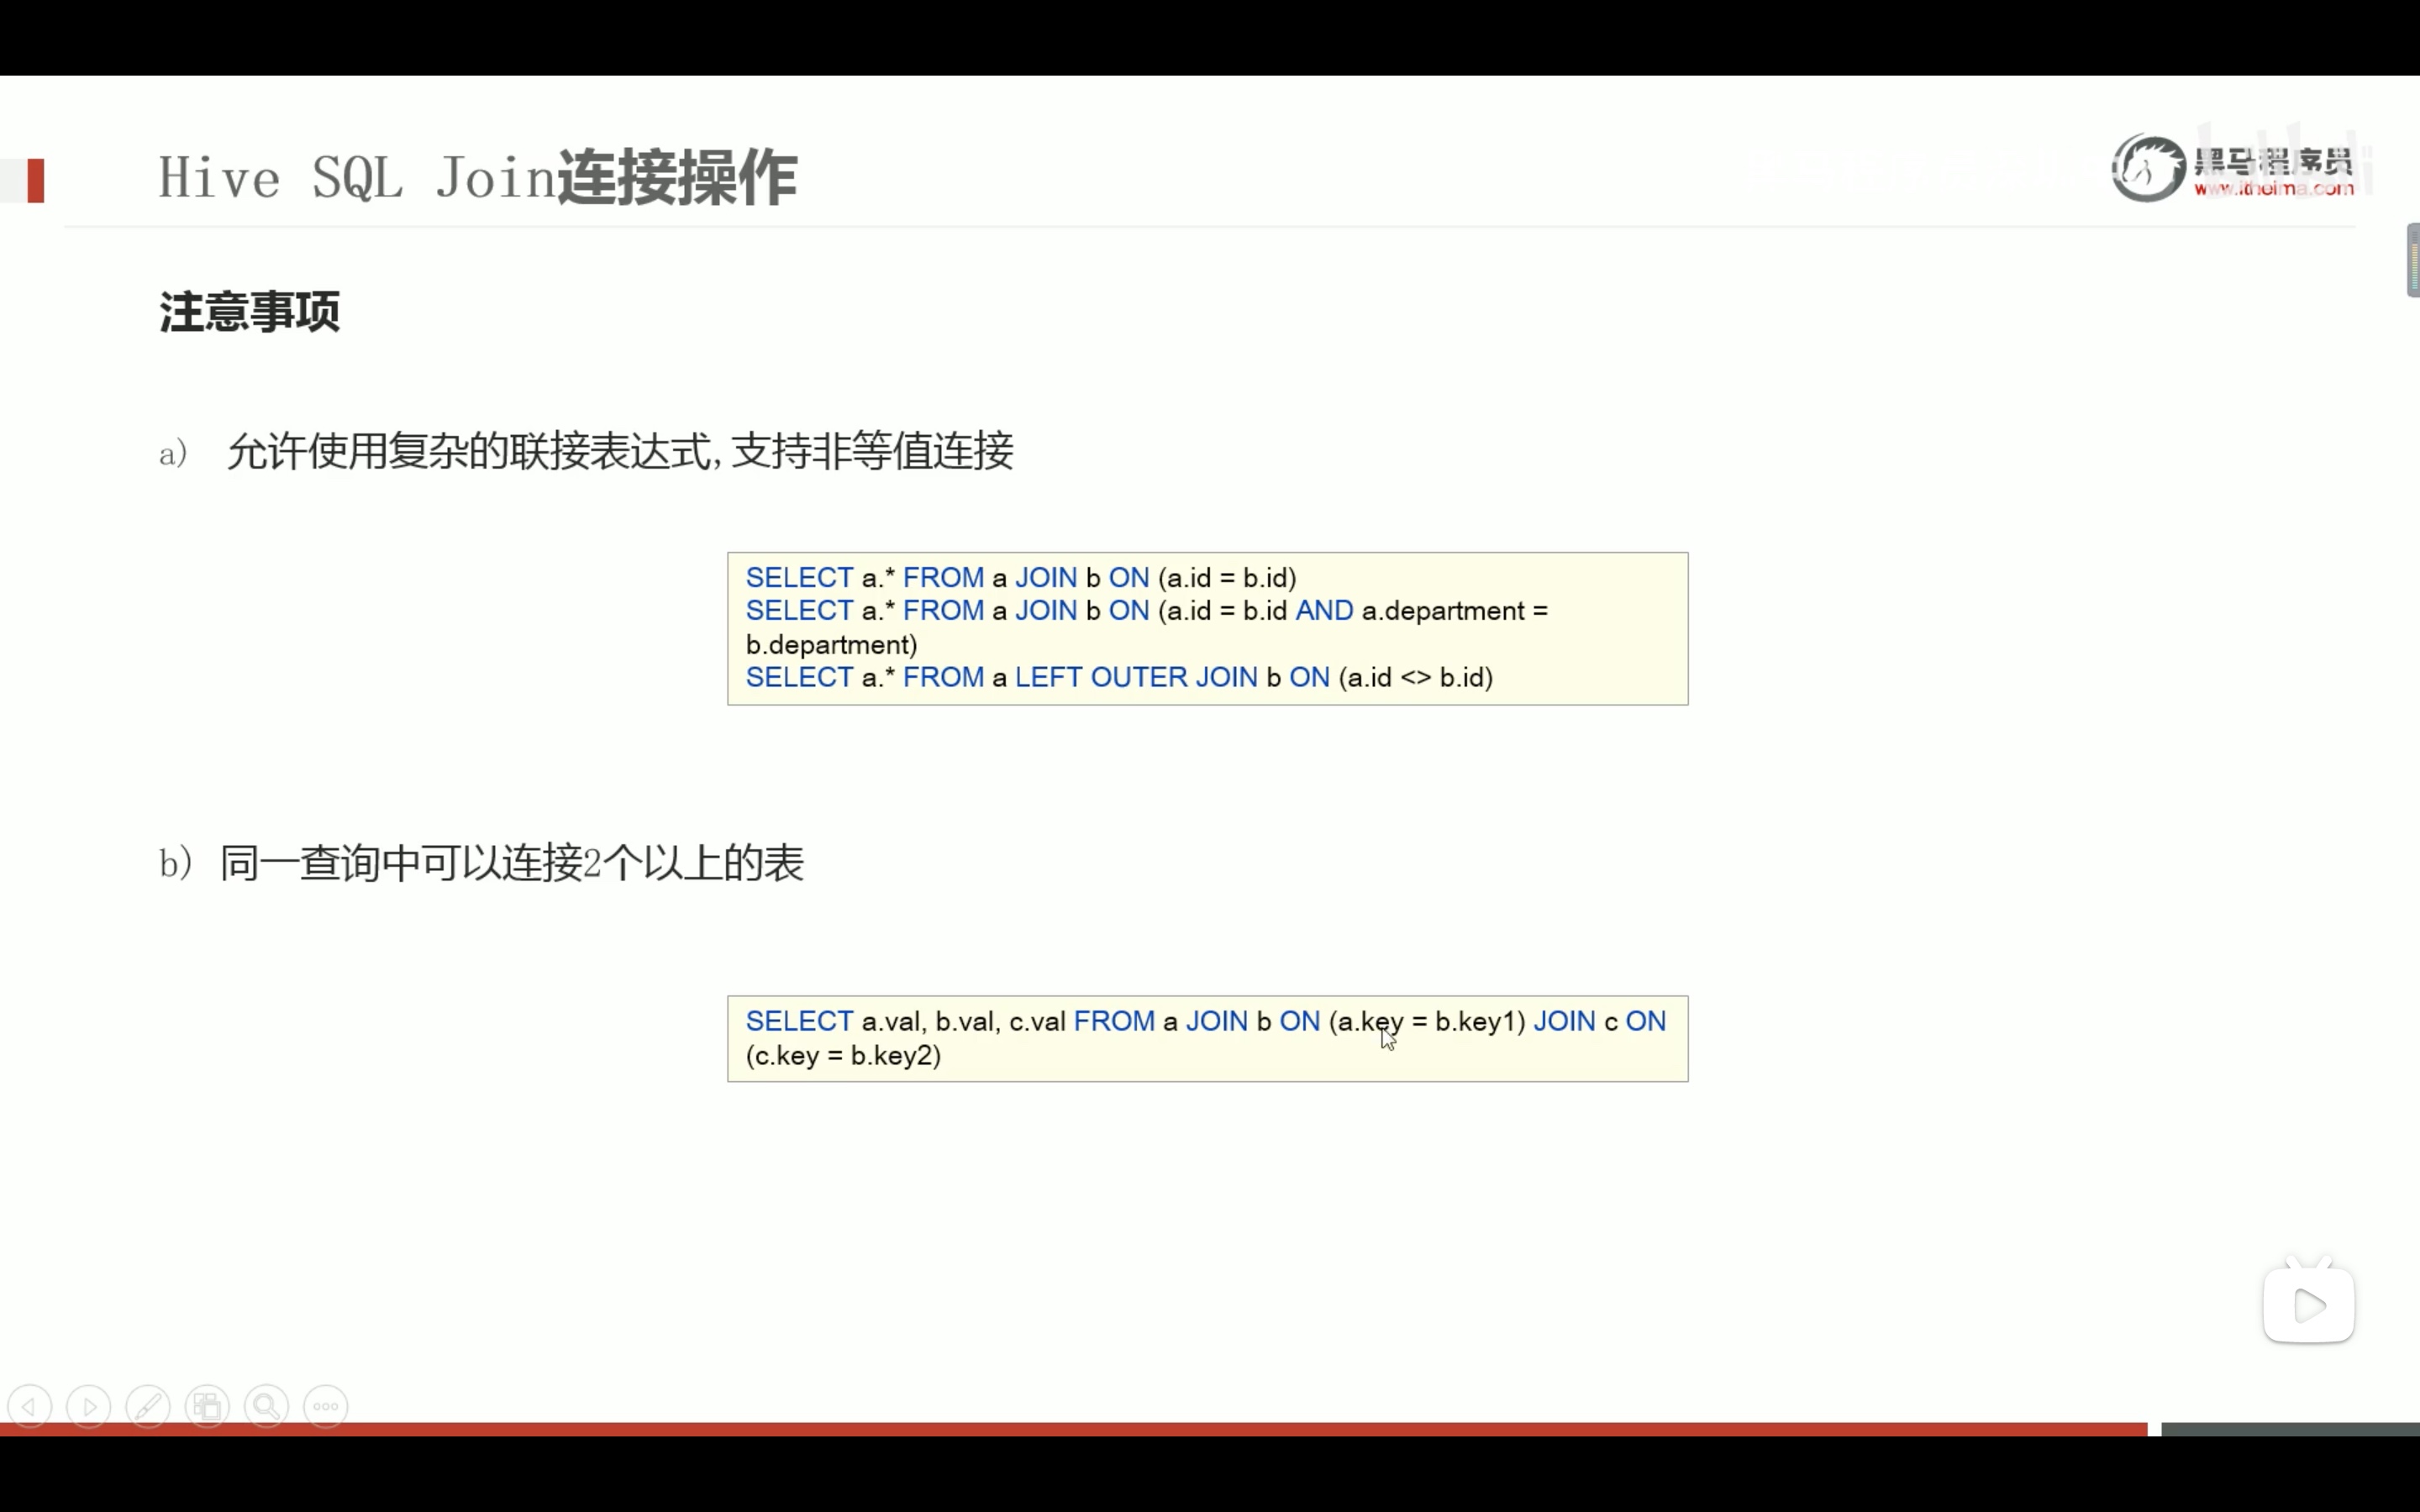 Hive SQL Join连接操作
黑马程序员
www.itheima.com
注意事项
a) 允许使用复杂的联接表达式,支持非等值连接
SELECT a.* FROM a JOIN b ON (a.id = b.id)
SELECT a.* FROM a JOIN b ON (a.id = b.id AND a.department =
b.department)
SELECT a.* FROM a LEFT OUTER JOIN b ON (a.id <> b.id)
b) 同一查询中可以连接2个以上的表
SELECT a.val, b.val, c.val FROM a JOIN b ON (a.key = b.key1) JOIN c ON
(c.key = b.key2)